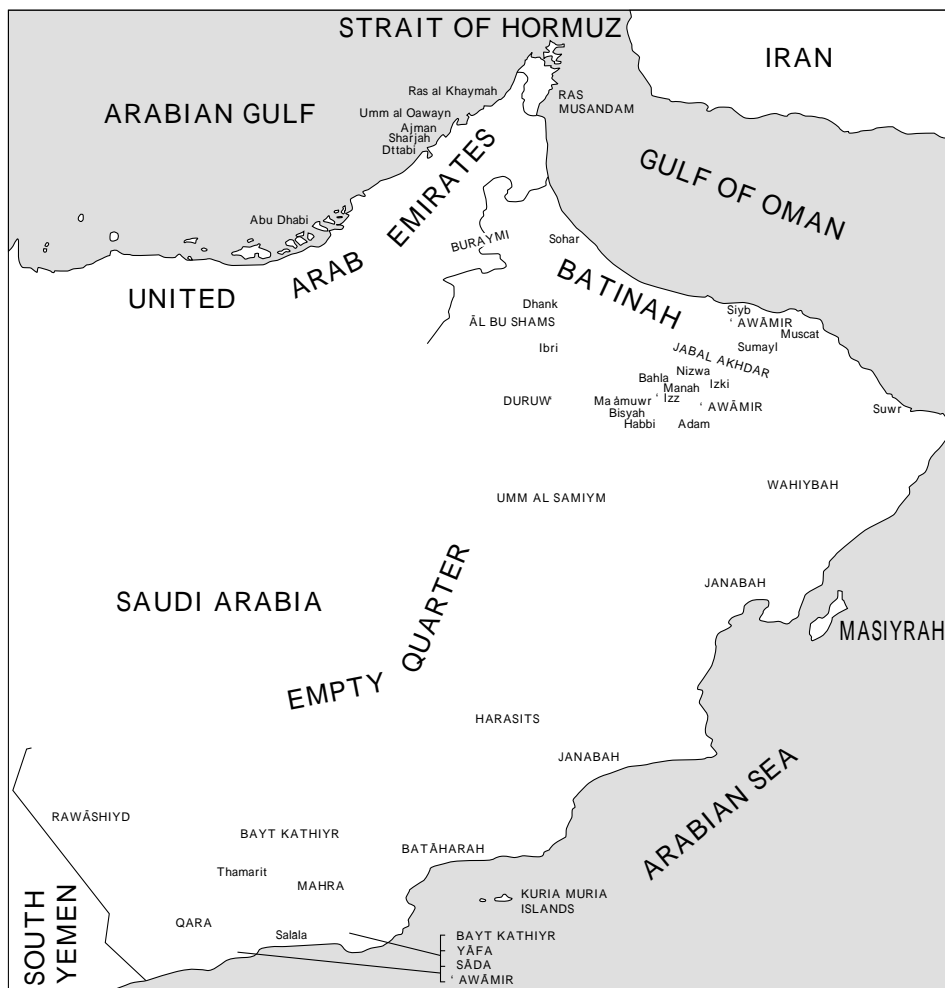 STRAIT OF HORMUZ
IRAN
ARABIAN GULF
Ras al Khaymah
RAS
MUSANDAM
Umm al Oawayn
Ajman
Sharjah
Dttabi
GULF OF OMAN
Abu Dhabi
UNITED ARAB EMIRATES
BURAYMI
Sohar
BATINAH
Dhank
ĀL BU SHAMS
Siyb
‘ AWĀMIR
Muscat
Ibri
JABAL AKHDAR
Sumayl
Nizwa
Bahla
Izki
Manah
DURUW‘
Ma ámuwr
‘ Izz
‘ AWĀMIR
Bisyah
Habbi
Adam
Suwr
WAHIYBAH
UMM AL SAMIYM
JANABAH
SAUDI ARABIA
MASIYRAH
EMPTY QUARTER
HARASITS
JANABAH
ARABIAN SEA
RAWĀSHIYD
BAYT KATHIYR
BATĀHARAH
Thamarit
MAHRA
KURIA MURIA
ISLANDS
QARA
Salāla
SOUTH
YEMEN
BAYT KATHIYR
YĀFA
SĀDA
‘ AWĀMIR